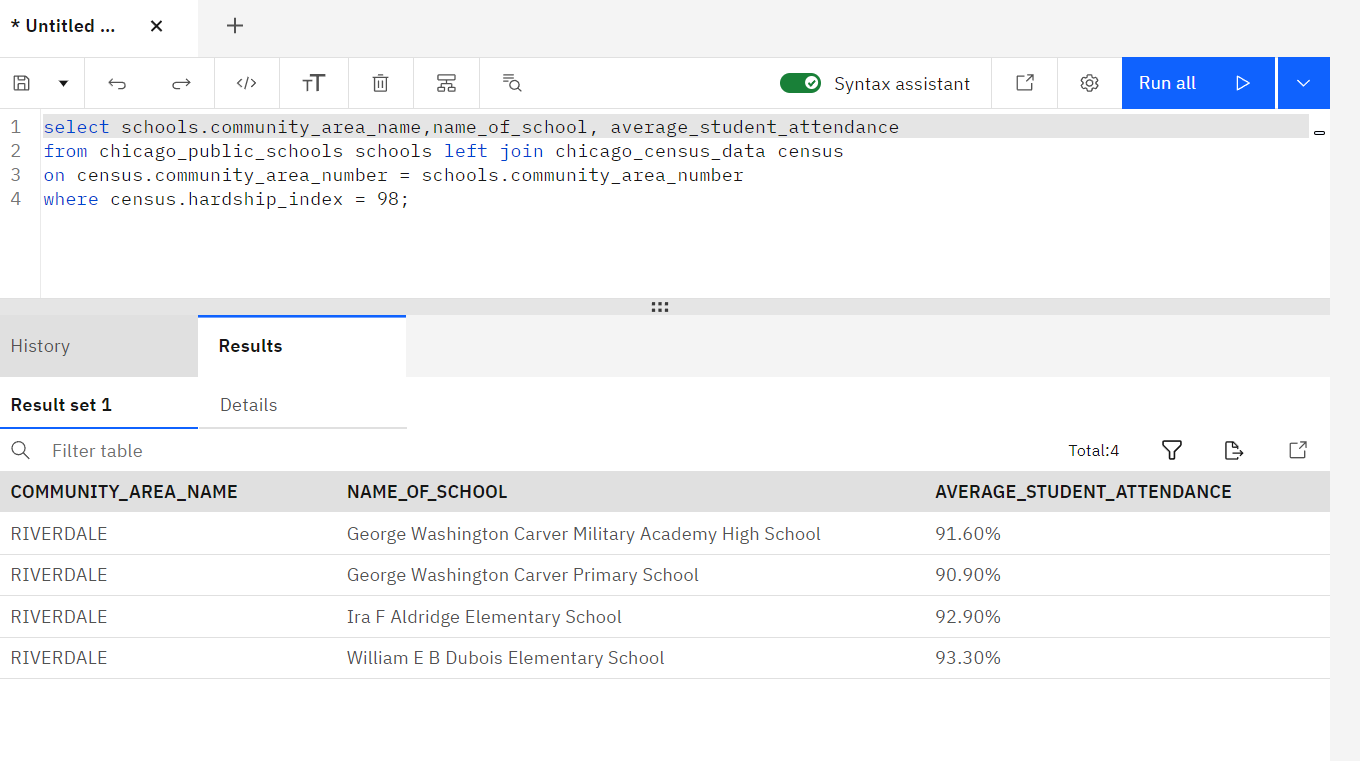 * Untitled ...
Syntax assistant
Run all
1 select schools.community_area_name,name_of_school, average_student_attendance
2 from chicago_public_schools schools left join chicago_census_data census
3 on census.community_area_number = schools.community_area_number
4 where census.hardship_index = 98;
History Results
Result set 1 Details
Filter table Total:4
COMMUNITY_AREA_NAME NAME_OF_SCHOOL AVERAGE_STUDENT_ATTENDANCE
RIVERDALE George Washington Carver Military Academy High School 91.60%
RIVERDALE George Washington Carver Primary School 90.90%
RIVERDALE Ira F Aldridge Elementary School 92.90%
RIVERDALE William E B Dubois Elementary School 93.30%